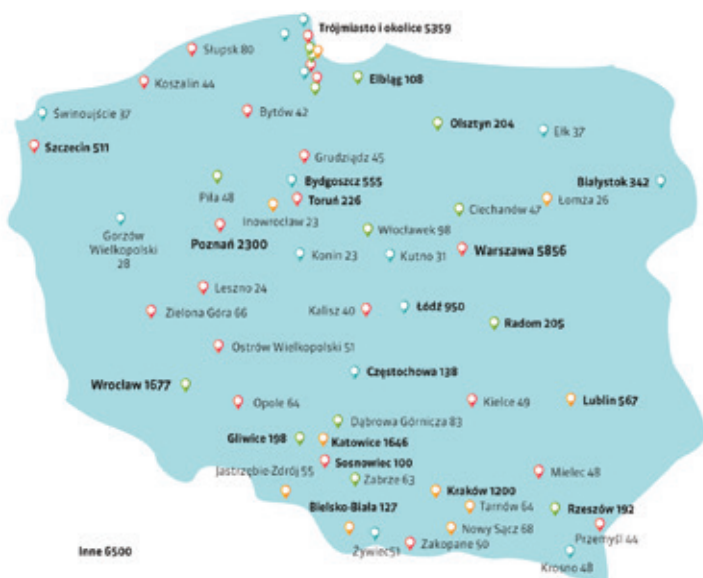 Trójmiasto i okolice 5359
Słupsk 80
Koszalin 44
Elbląg 108
Świnoujście 37
Bytów 42
Olsztyn 204
Ełk 37
Szczecin 511
Grudziądz 45
Bydgoszcz 555
Białystok 342
Piła 48
Toruń 226
Łomża 26
Inowrocław 23
Ciechanów 47
Gorzów
Wielkopolski
28
Włocławek 98
Poznań 2300
Konin 23
Kutno 31
Warszawa 5856
Leszno 24
Zielona Góra 66
Kalisz 40
Łódź 950
Radom 205
Ostrów Wielkopolski 51
Częstochowa 138
Wrocław 1677
Opole 64
Kielce 49
Lublin 567
Dąbrowa Górnicza 83
Gliwice 198
Katowice 1646
Sosnowiec 100
Jastrzębie-Zdrój 55
Zabrze 63
Mielec 48
Kraków 1200
Bielsko-Biała 127
Tarnów 64
Rzeszów 192
Nowy Sącz 68
Przemyśl 44
Żywiec51
Zakopane 50
Inne 6500
Krosno 48